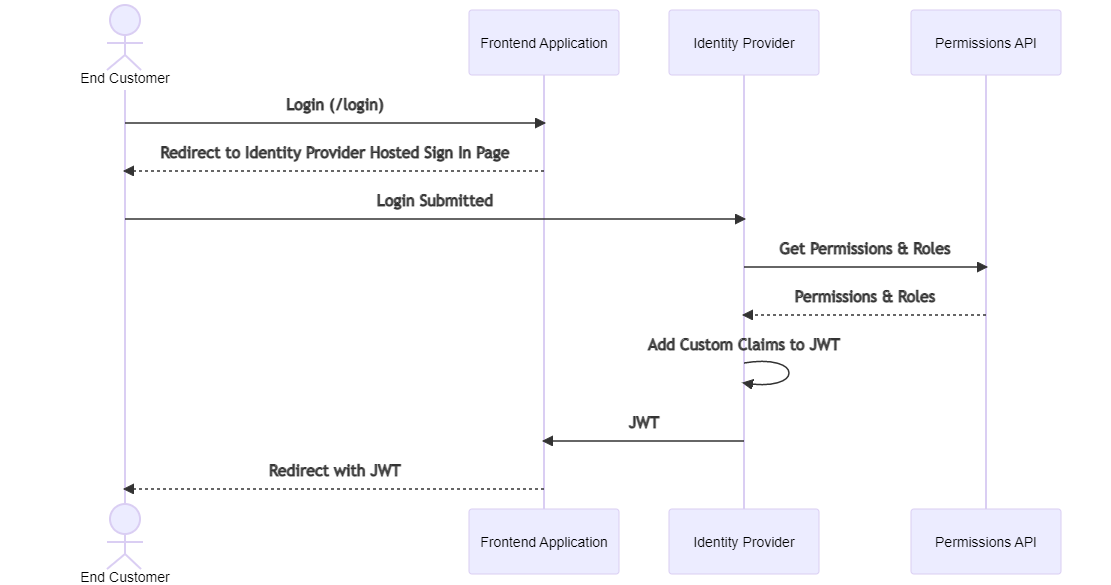 End Customer
Frontend Application
Identity Provider
Permissions API
Login (/login)
Redirect to Identity Provider Hosted Sign In Page
Login Submitted
Get Permissions & Roles
Permissions & Roles
Add Custom Claims to JWT
JWT
Redirect with JWT
End Customer
Frontend Application
Identity Provider
Permissions API